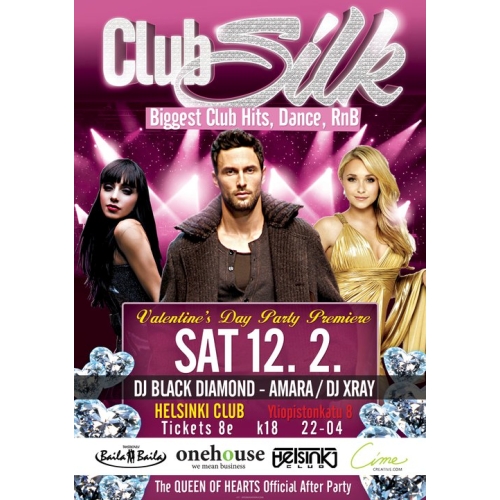 Club Silk
Biggest Club Hits, Dance, RnB
Valentine's Day Party Premiere
SAT 12. 2.
DJ BLACK DIAMOND - AMARA / DJ XRAY
HELSINKI CLUB Yliopistonkatu 8
Tickets 8e k18 22-04
Baila Baila
onehouse
we mean business
HELSINKI
CLUB
Cime
CREATIVE.COM
The QUEEN OF HEARTS Official After Party